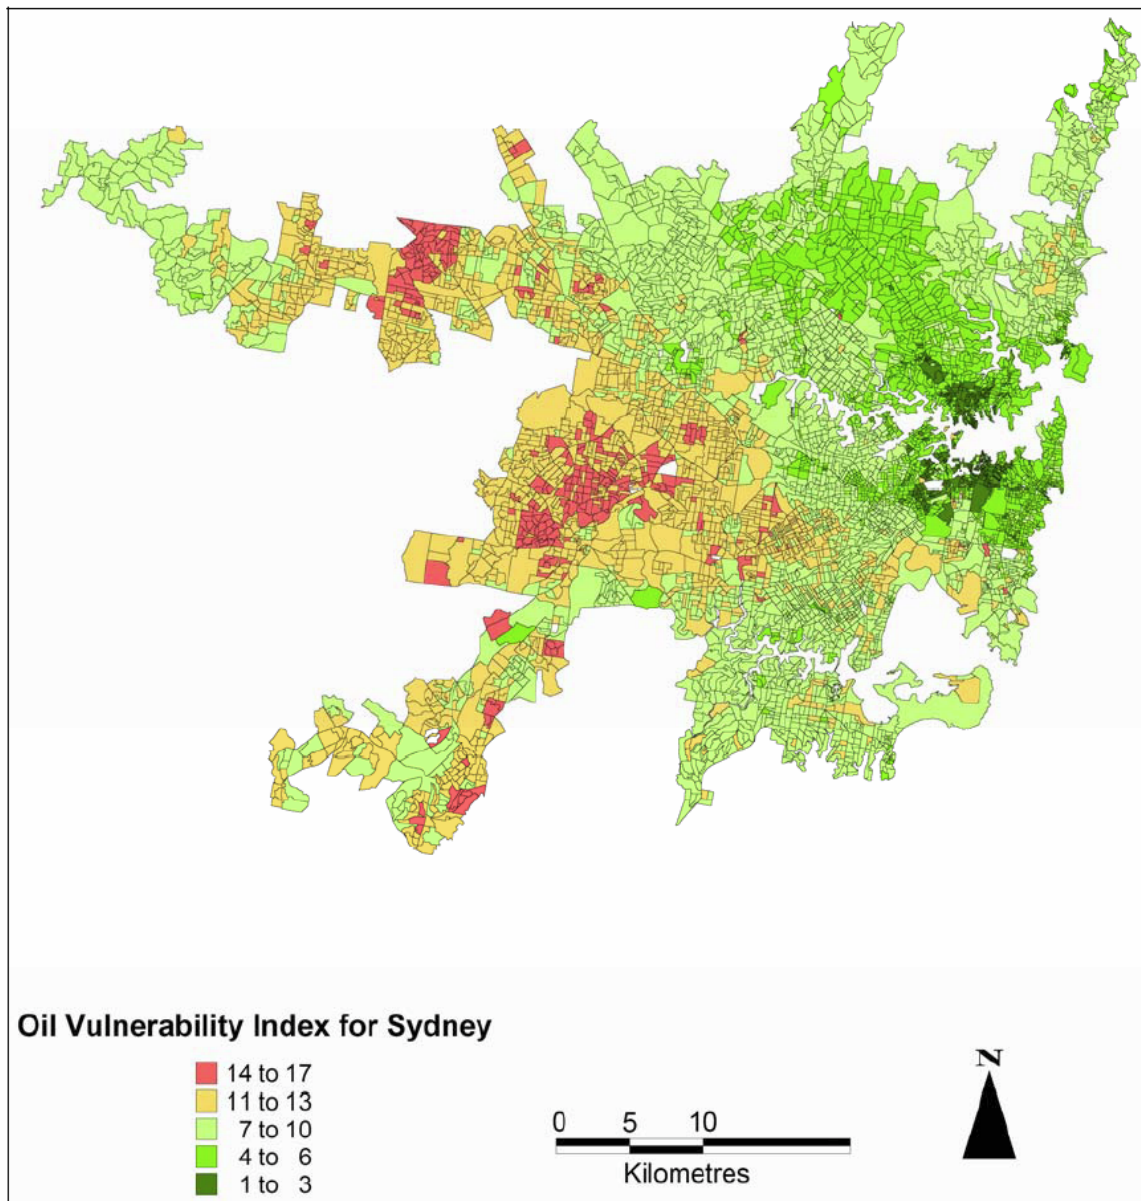 Oil Vulnerability Index for Sydney
14 to 17
11 to 13
7 to 10
4 to 6
1 to 3
0 5 10
Kilometres
N